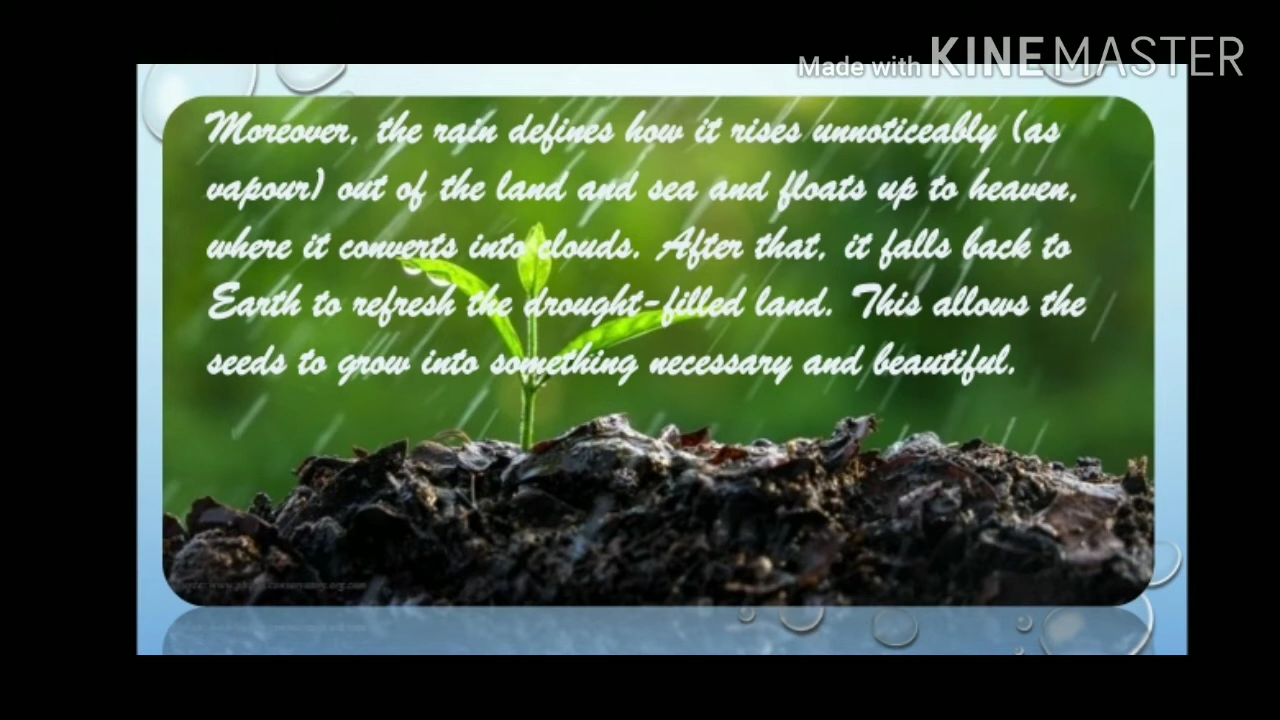 Made with KINEMASTER
Moreover, the rain defines how it rises unnoticeably (as
vapour) out of the land and sea and floats up to heaven,
where it converts into clouds. After that, it falls back to
Earth to refresh the drought-filled land. This allows the
seeds to grow into something necessary and beautiful.